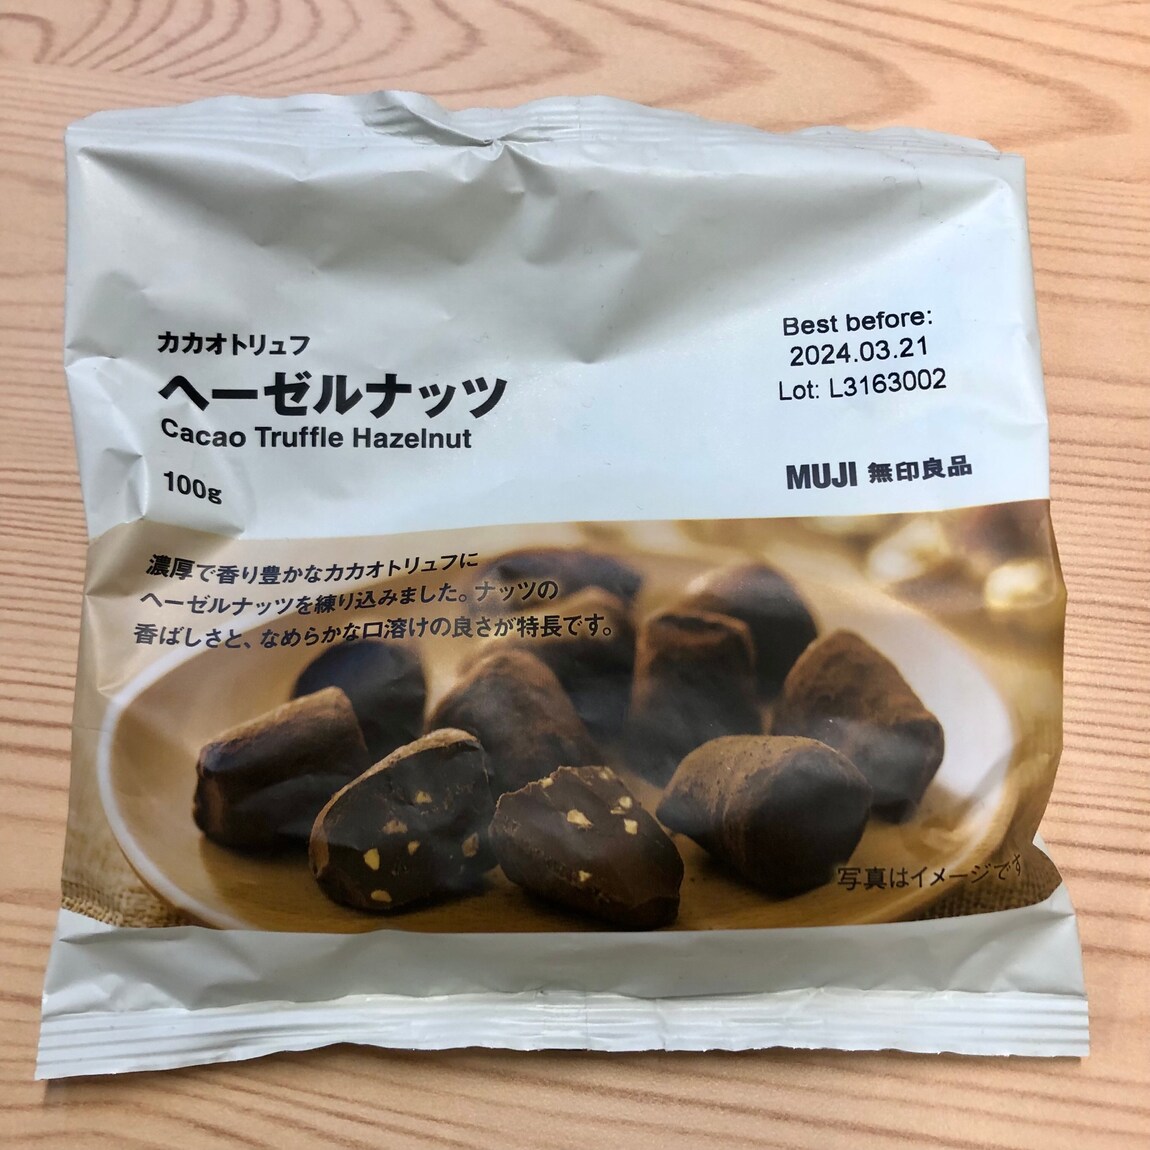 カカオトリュフ
ヘーゼルナッツ
Cacao Truffle Hazelnut
100g
Best before:
2024.03.21
Lot: L3163002
MUJI 無印良品
濃厚で香り豊かなカカオトリュフに
ヘーゼルナッツを練り込みました。ナッツの
香ばしさと、なめらかな口溶けの良さが特長です。
写真はイメージです